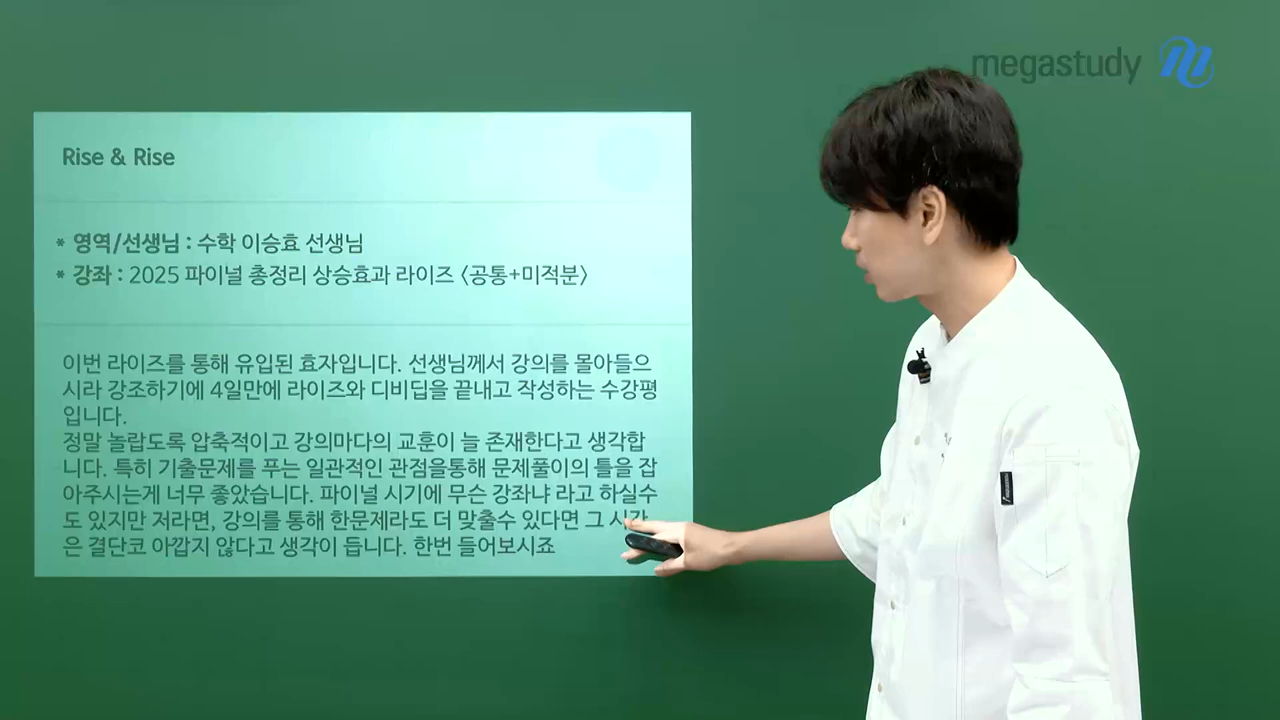 megastudy
Rise & Rise
* 영역/선생님 : 수학 이승효 선생님
* 강좌 : 2025 파이널 총정리 상승효과 라이즈 <공통+미적분>
이번 라이즈를 통해 유입된 효자입니다. 선생님께서 강의를 몰아들으
시라 강조하기에 4일만에 라이즈와 디비딥을 끝내고 작성하는 수강평
입니다.
정말 놀랍도록 압축적이고 강의마다의 교훈이 늘 존재한다고 생각합
니다. 특히 기출문제를 푸는 일관적인 관점을통해 문제풀이의 틀을 잡
아주시는게 너무 좋았습니다. 파이널 시기에 무슨 강좌냐 라고 하실수
도 있지만 저라면, 강의를 통해 한문제라도 더 맞출수 있다면 그 시간
은 결단코 아깝지 않다고 생각이 듭니다. 한번 들어보시죠